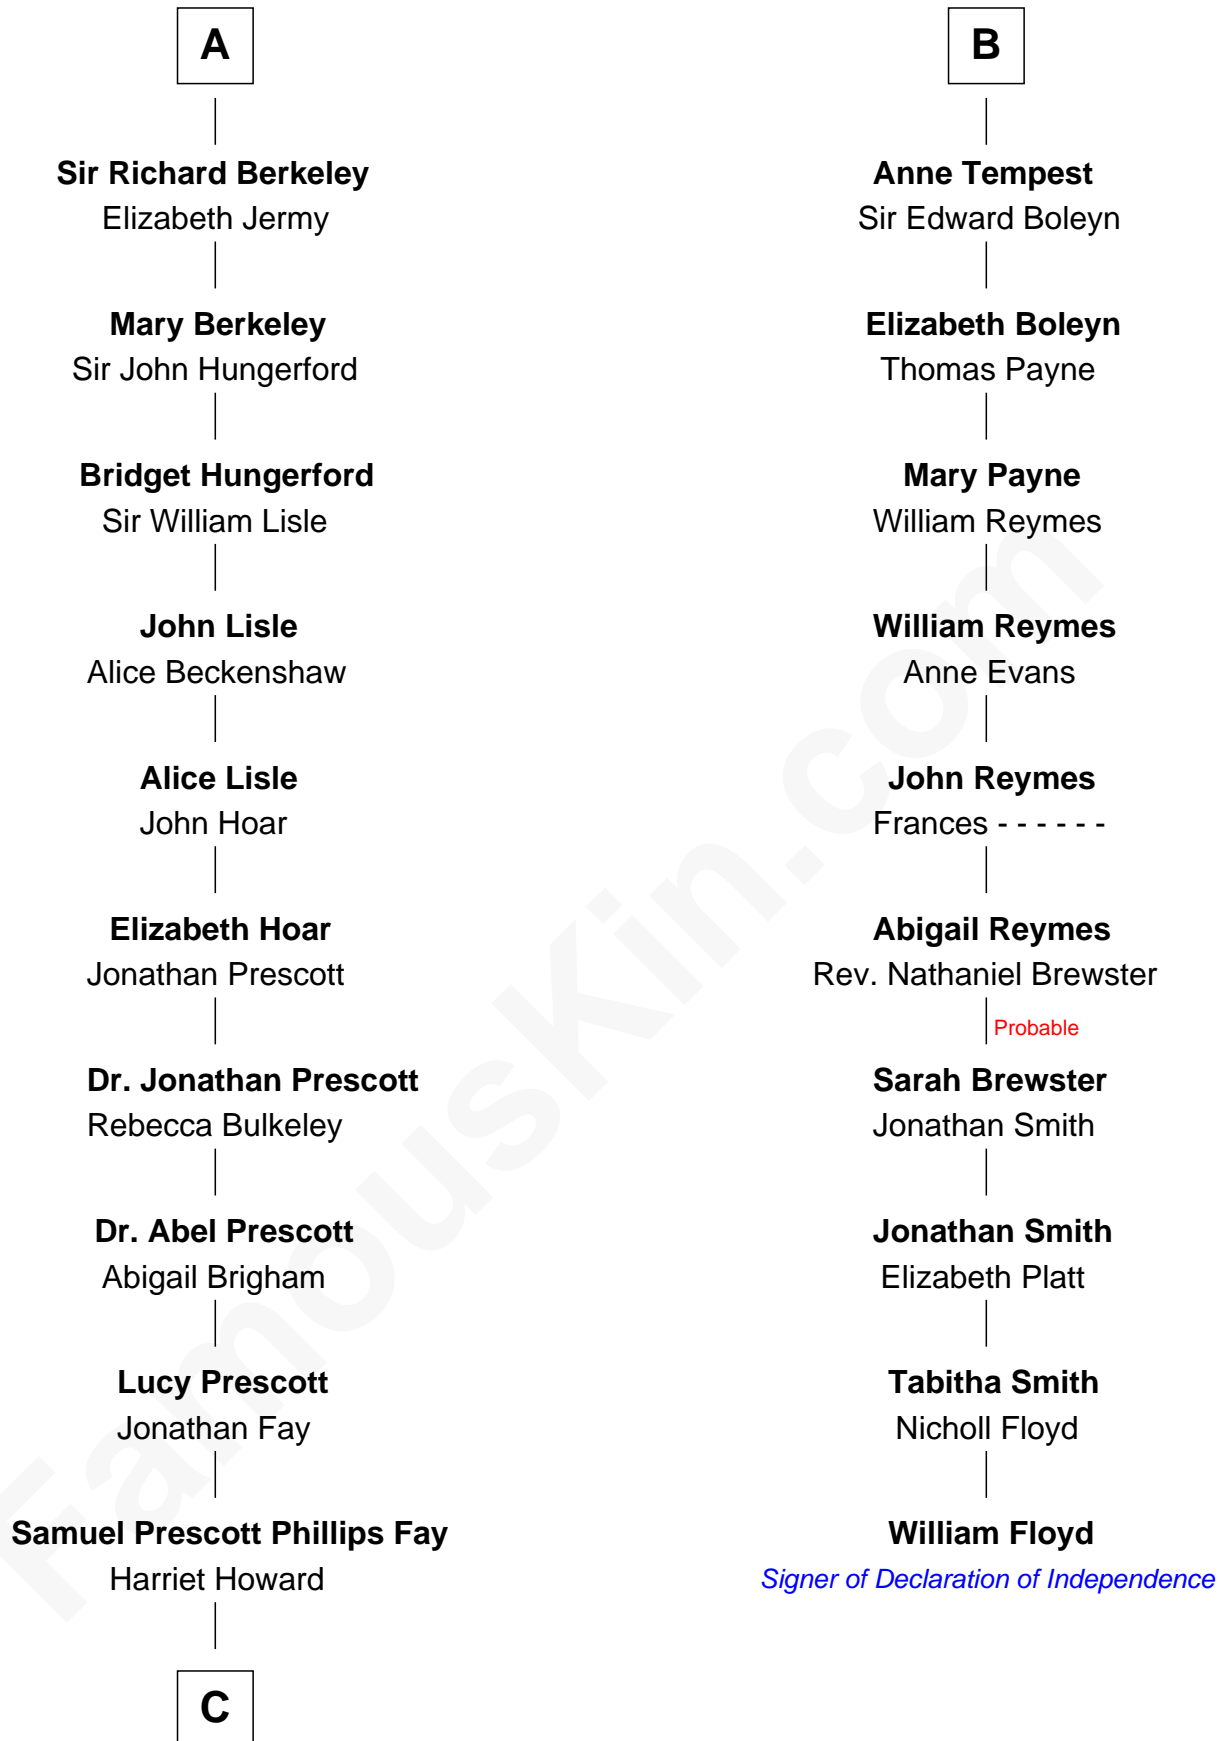 A
Sir Richard Berkeley
Elizabeth Jermy
Mary Berkeley
Sir John Hungerford
Bridget Hungerford
Sir William Lisle
John Lisle
Alice Beckenshaw
Alice Lisle
John Hoar
Elizabeth Hoar
Jonathan Prescott
Dr. Jonathan Prescott
Rebecca Bulkeley
Dr. Abel Prescott
Abigail Brigham
Lucy Prescott
Jonathan Fay
Samuel Prescott Phillips Fay
Harriet Howard
C
B
Anne Tempest
Sir Edward Boleyn
Elizabeth Boleyn
Thomas Payne
Mary Payne
William Reymes
William Reymes
Anne Evans
John Reymes
Frances - - - - - -
Abigail Reymes
Rev. Nathaniel Brewster
Probable
Sarah Brewster
Jonathan Smith
Jonathan Smith
Elizabeth Platt
Tabitha Smith
Nicholl Floyd
William Floyd
Signer of Declaration of Independence
FamousKin.com